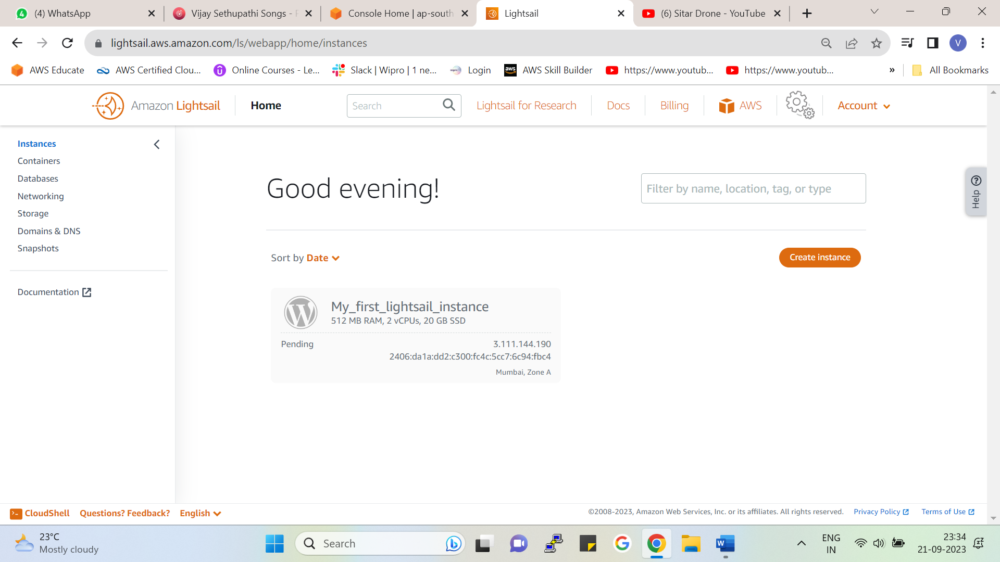 (4) WhatsApp
Vijay Sethupathi Songs -
Console Home | ap-south
Lightsail
(6) Sitar Drone - YouTube
lightsail.aws.amazon.com/ls/webapp/home/instances
V
AWS Educate
AWS Certified Clou...
Online Courses - Le...
Slack | Wipro | 1 ne...
Login
AWS Skill Builder
https://www.youtub...
https://www.youtub...
»
All Bookmarks
Amazon Lightsail
Home
Search
Lightsail for Research
Docs
Billing
AWS
Account
Instances
Containers
Databases
Networking
Storage
Domains & DNS
Snapshots
Documentation
Good evening!
Filter by name, location, tag, or type
Help
Sort by Date
Create instance
My_first_lightsail_instance
512 MB RAM, 2 vCPUs, 20 GB SSD
Pending
3.111.144.190
2406:da1a:dd2:c300:fc4c:5cc7:6c94:fbc4
Mumbai, Zone A
CloudShell
Questions? Feedback?
English
©2008-2023, Amazon Web Services, Inc. or its affiliates. All rights reserved.
Privacy Policy
Terms of Use
23°C
Mostly cloudy
Search
ENG
IN
23:34
21-09-2023